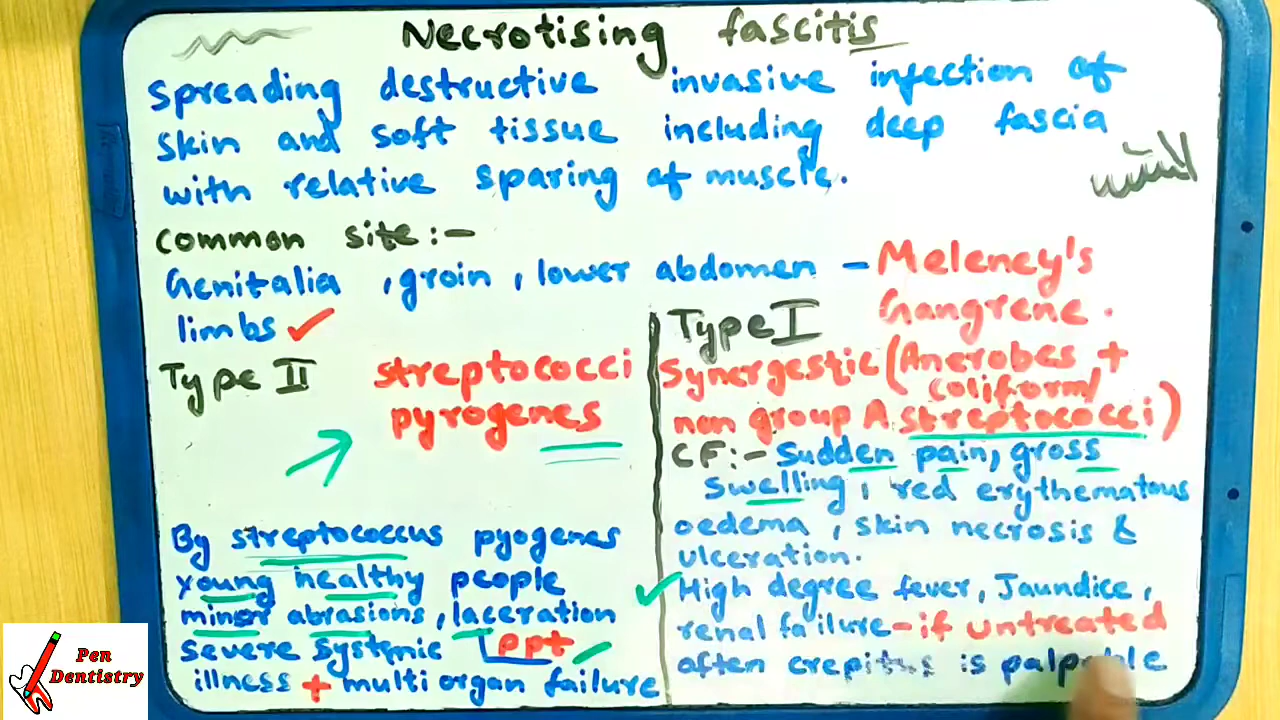 Necrotising fascitis
spreading destructive invasive infection of
skin and soft tissue including deep fascia
with relative sparing of muscle.
common site:-
Genitalia, groin, lower abdomen - Meleney's
Gangrene.
limbs ✓
Type II
streptococci
pyrogenes
By streptococcus pyogenes
young healthy people
minor abrasions, laceration
severe systemic ppt
illness + multi organ failure
Type I
Synergestic (Anerobes +
coliform/
non group A streptococci)
CF:- Sudden pain, gross
swelling, red erythematous
oedema, skin necrosis &
ulceration.
✓ High degree fever, Jaundice,
renal failure - if untreated
often crepitus is palpable
Pen
Dentistry